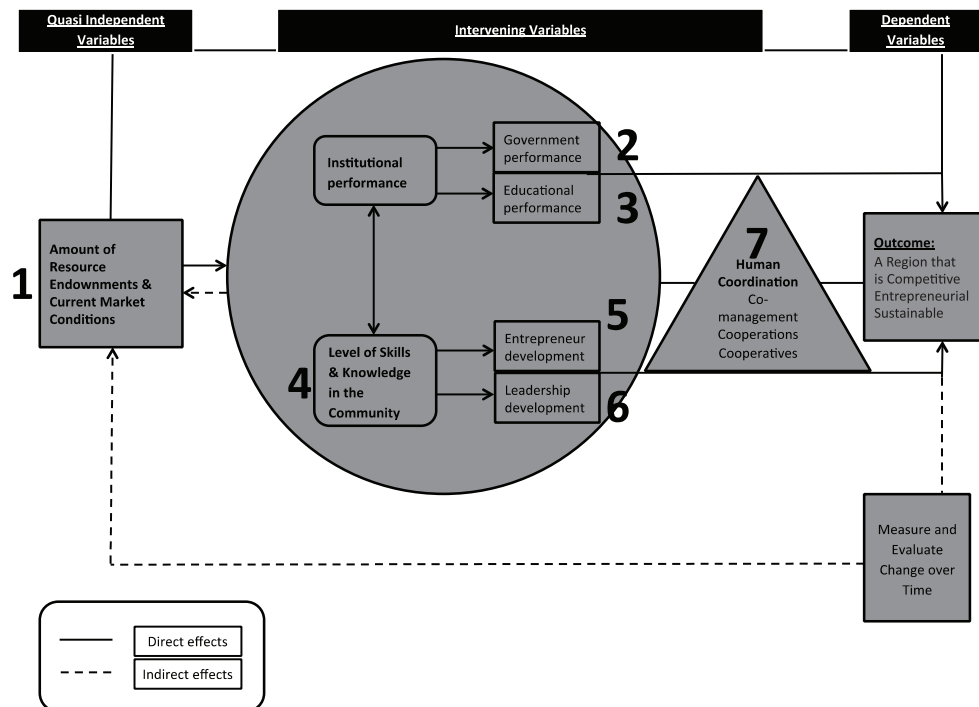 Quasi Independent
Variables
Intervening Variables
Dependent
Variables
1
Amount of
Resource
Endownments &
Current Market
Conditions
Institutional
performance
Government
performance
2
Educational
performance
3
4
Level of Skills
& Knowledge
in the
Community
Entrepreneur
development
5
Leadership
development
6
7
Human
Coordination
Co-
management
Cooperations
Cooperatives
Outcome:
A Region that
is Competitive
Entrepreneurial
Sustainable
Measure and
Evaluate
Change over
Time
Direct effects
Indirect effects